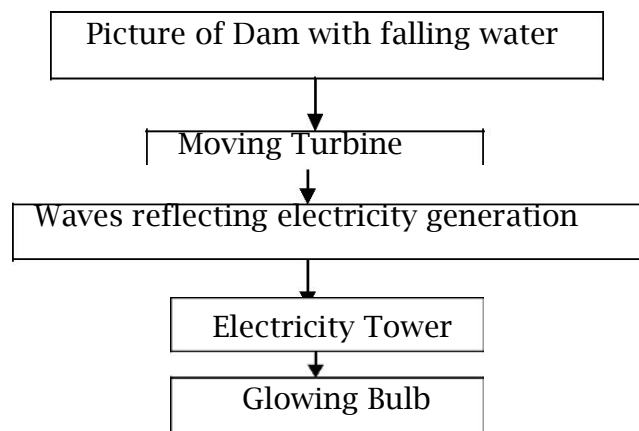 Picture of Dam with falling water
Moving Turbine
Waves reflecting electricity generation
Electricity Tower
Glowing Bulb